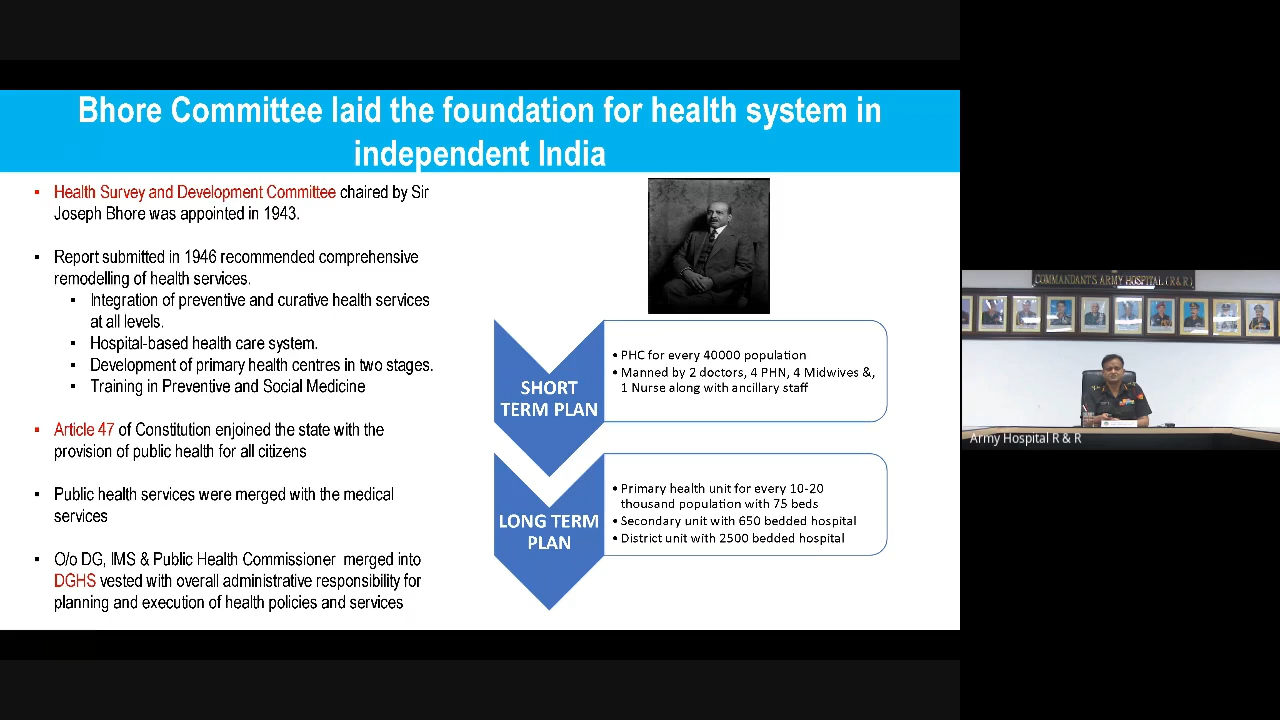 Bhore Committee laid the foundation for health system in
independent India
▪ Health Survey and Development Committee chaired by Sir
Joseph Bhore was appointed in 1943.
▪ Report submitted in 1946 recommended comprehensive
remodelling of health services.
▪ Integration of preventive and curative health services
at all levels.
▪ Hospital-based health care system.
▪ Development of primary health centres in two stages.
▪ Training in Preventive and Social Medicine
▪ Article 47 of Constitution enjoined the state with the
provision of public health for all citizens
▪ Public health services were merged with the medical
services
▪ O/o DG, IMS & Public Health Commissioner merged into
DGHS vested with overall administrative responsibility for
planning and execution of health policies and services
SHORT
TERM PLAN
• PHC for every 40000 population
• Manned by 2 doctors, 4 PHN, 4 Midwives &,
1 Nurse along with ancillary staff
LONG TERM
PLAN
• Primary health unit for every 10-20
thousand population with 75 beds
• Secondary unit with 650 bedded hospital
• District unit with 2500 bedded hospital
COMMANDANTS ARMY HOSPITAL (R&R)
Army Hospital R & R